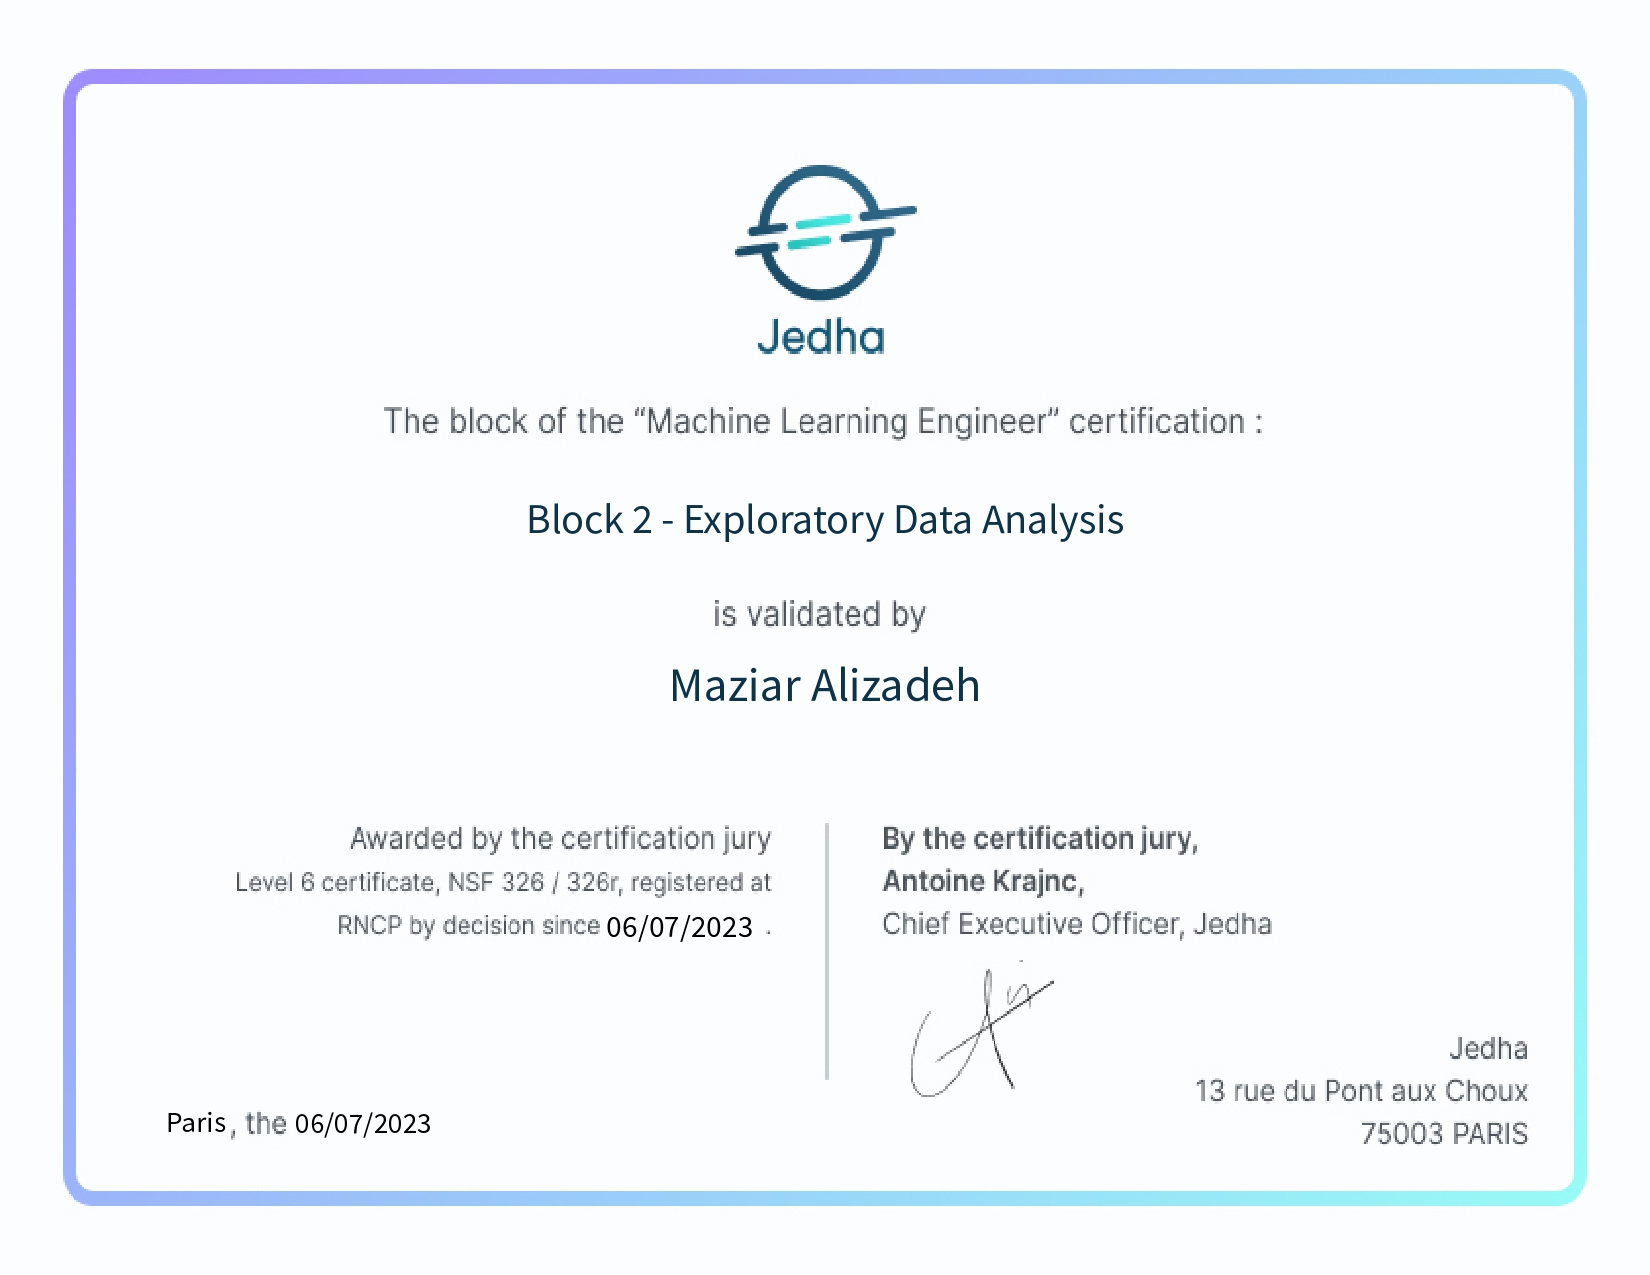 Jedha
The block of the “Machine Learning Engineer” certification :
Block 2 - Exploratory Data Analysis
is validated by
Maziar Alizadeh
Awarded by the certification jury
Level 6 certificate, NSF 326 / 326r, registered at
RNCP by decision since 06/07/2023 .
By the certification jury,
Antoine Krajnc,
Chief Executive Officer, Jedha
Paris, the 06/07/2023
Jedha
13 rue du Pont aux Choux
75003 PARIS